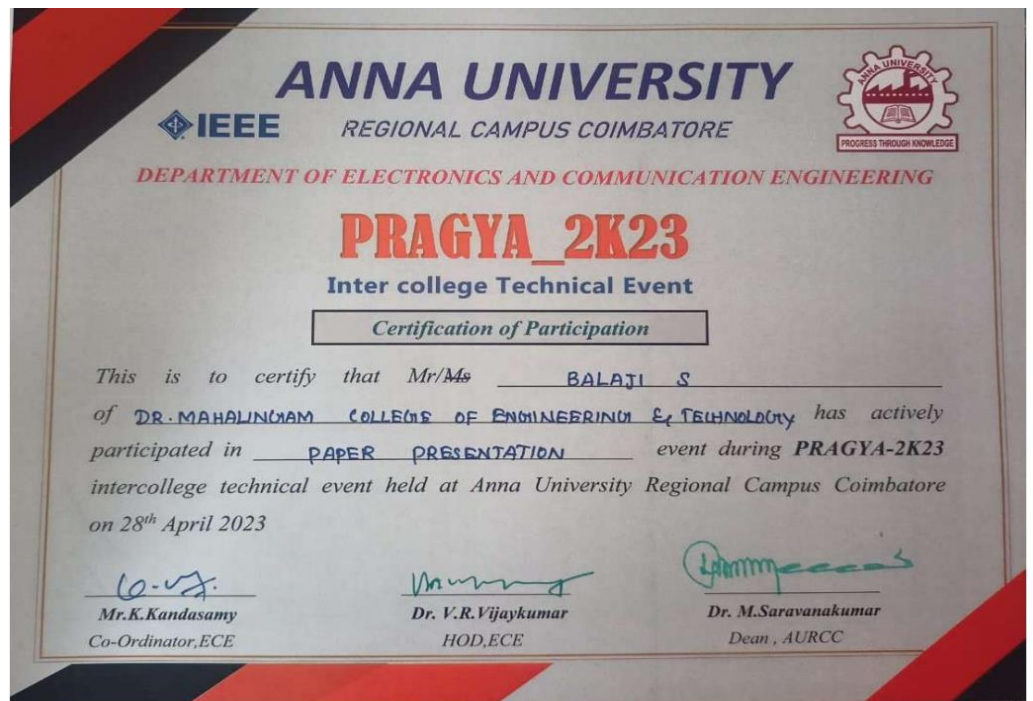 ANNA UNIVERSITY
IEEE
REGIONAL CAMPUS COIMBATORE
ANNA UNIVERSITY
PROGRESS THROUGH KNOWLEDGE
DEPARTMENT OF ELECTRONICS AND COMMUNICATION ENGINEERING
PRAGYA_2K23
Inter college Technical Event
Certification of Participation
This is to certify that Mr/Ms BALAJI S
of DR. MAHALINGAM COLLEGE OF ENGINEERING & TECHNOLOGY has actively
participated in PAPER PRESENTATION event during PRAGYA-2K23
intercollege technical event held at Anna University Regional Campus Coimbatore
on 28th April 2023
Mr.K.Kandasamy Dr. V.R.Vijaykumar Dr. M.Saravanakumar
Co-Ordinator,ECE HOD,ECE Dean , AURCC